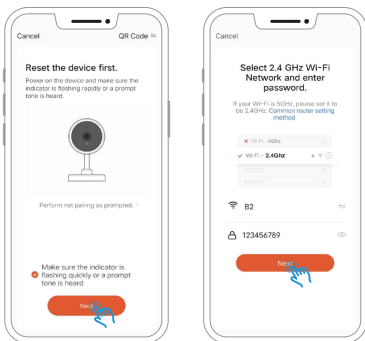 Cancel
QR Code
Reset the device first.
Power on the device and make sure the
indicator is flashing rapidly or a prompt
tone is heard.
Perform net pairing as prompted. >
Make sure the indicator is
flashing quickly or a prompt
tone is heard
Next
Cancel
Select 2.4 GHz Wi-Fi
Network and enter
password.
If your Wi-Fi is 5GHz, please set it to
be 2.4GHz. Common router setting
method
Wi-Fi - 5Ghz
Wi-Fi - 2.4Ghz
B2
123456789
Next